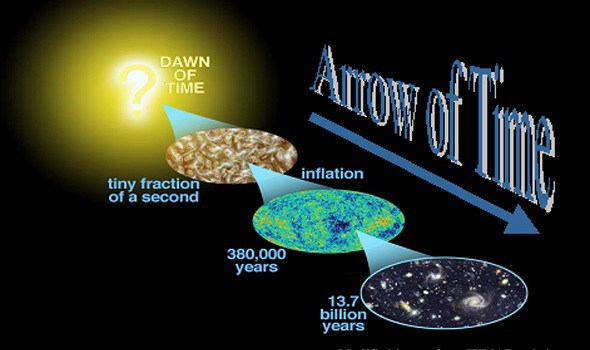 DAWN
OF
TIME
?
Arrow of Time
tiny fraction
of a second
inflation
380,000
years
13.7
billion
years